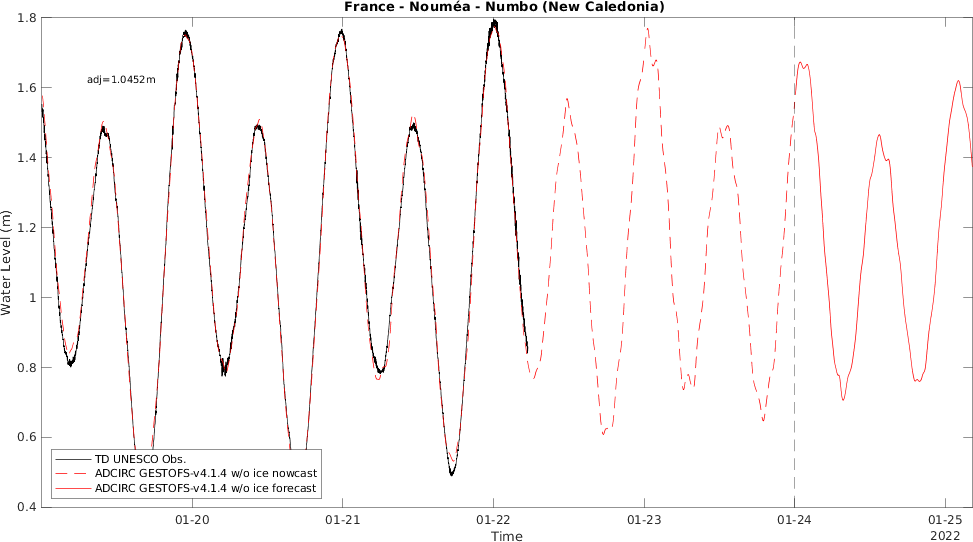 France - Nouméa - Numbo (New Caledonia)
1.8
1.6
1.4
1.2
1
0.8
0.6
0.4
Water Level (m)
adj=1.0452m
TD UNESCO Obs.
ADCIRC GESTOFS-v4.1.4 w/o ice nowcast
ADCIRC GESTOFS-v4.1.4 w/o ice forecast
01-20
01-21
01-22
01-23
01-24
01-25
2022
Time